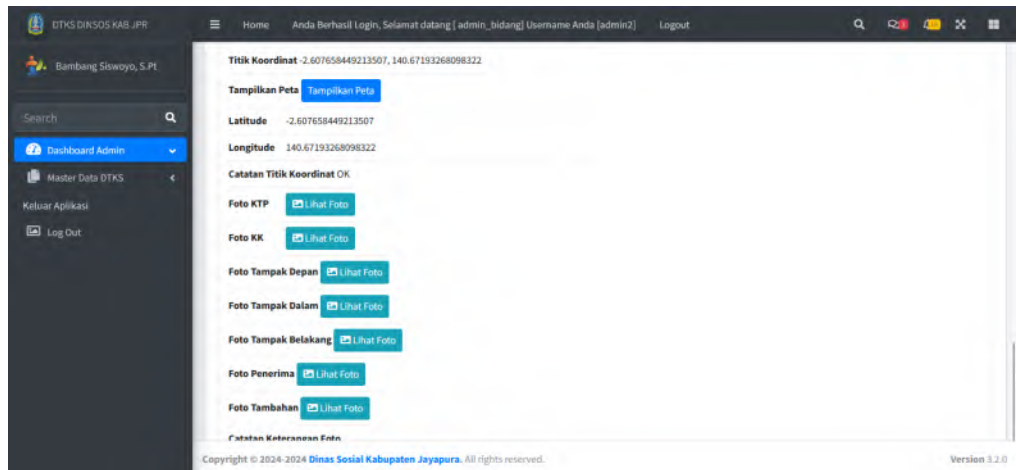 DTKS DINSOS KAB.JPR
Home Anda Berhasil Login, Selamat datang [ admin_bidang] Username Anda [admin2] Logout
Bambang Siswoyo, S.Pt
Search
Dashboard Admin
Master Data DTKS
Keluar Aplikasi
Log Out
Titik Koordinat -2.607658449213507, 140.67193268098322
Tampilkan Peta Tampilkan Peta
Latitude -2.607658449213507
Longitude 140.67193268098322
Catatan Titik Koordinat OK
Foto KTP Lihat Foto
Foto KK Lihat Foto
Foto Tampak Depan Lihat Foto
Foto Tampak Dalam Lihat Foto
Foto Tampak Belakang Lihat Foto
Foto Penerima Lihat Foto
Foto Tambahan Lihat Foto
Catatan Keterangan Foto
Copyright © 2024-2024 Dinas Sosial Kabupaten Jayapura. All rights reserved. Version 3.2.0